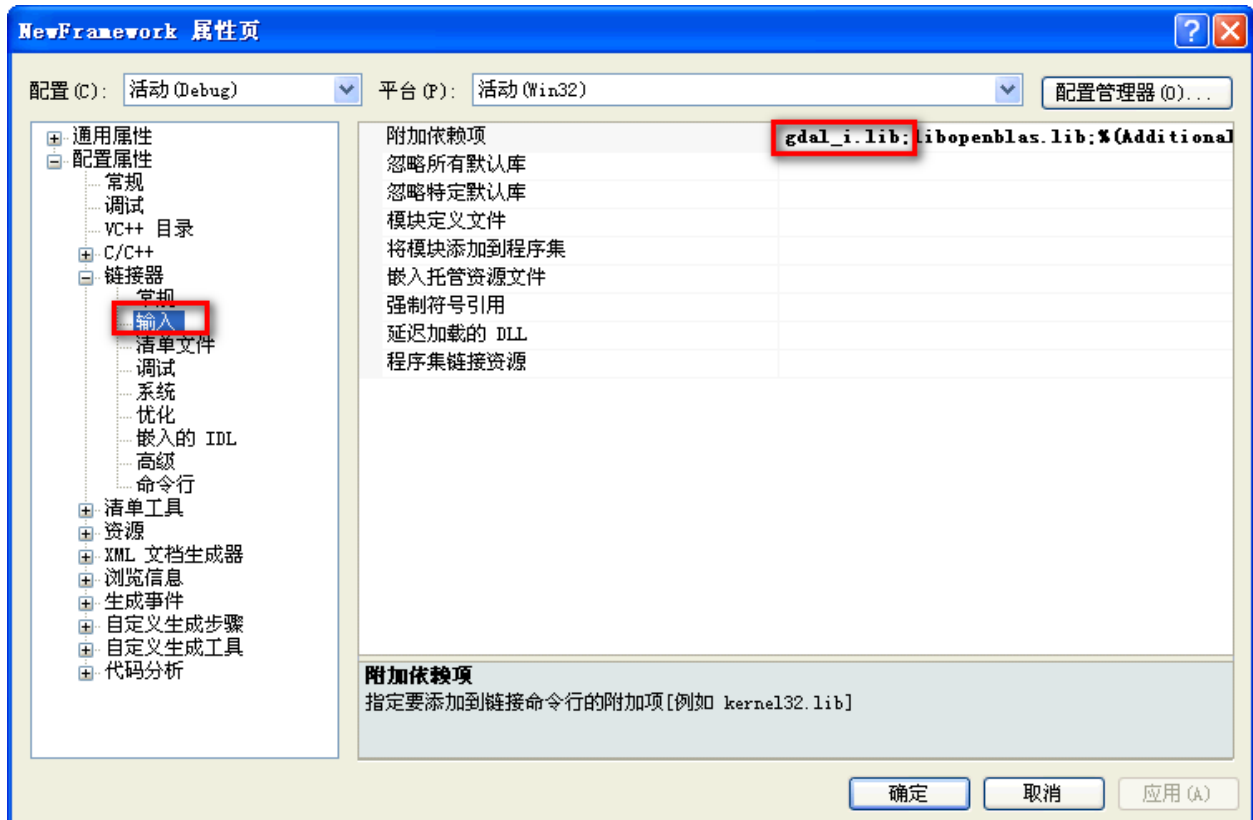 NewFramework 属性页
配置(C): 活动(Debug) 平台(P): 活动(Win32) 配置管理器(O)...
通用属性
配置属性
常规
调试
VC++ 目录
C/C++
链接器
常规
输入
清单文件
调试
系统
优化
嵌入的 IDL
高级
命令行
清单工具
资源
XML 文档生成器
浏览信息
生成事件
自定义生成步骤
自定义生成工具
代码分析
附加依赖项 gdal_i.lib;libopenblas.lib;%(Additional
忽略所有默认库
忽略特定默认库
模块定义文件
将模块添加到程序集
嵌入托管资源文件
强制符号引用
延迟加载的 DLL
程序集链接资源
附加依赖项
指定要添加到链接命令行的附加项[例如 kernel32.lib]
确定 取消 应用(A)